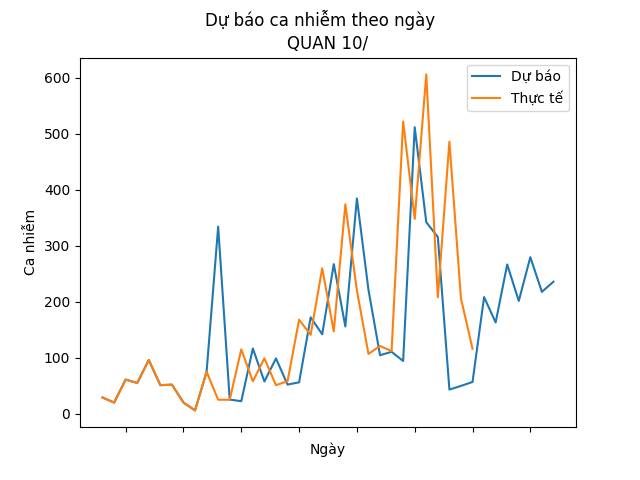 Dự báo ca nhiễm theo ngày
QUAN 10/
Dự báo
Thực tế
600
500
400
300
200
100
0
Ca nhiễm
Ngày